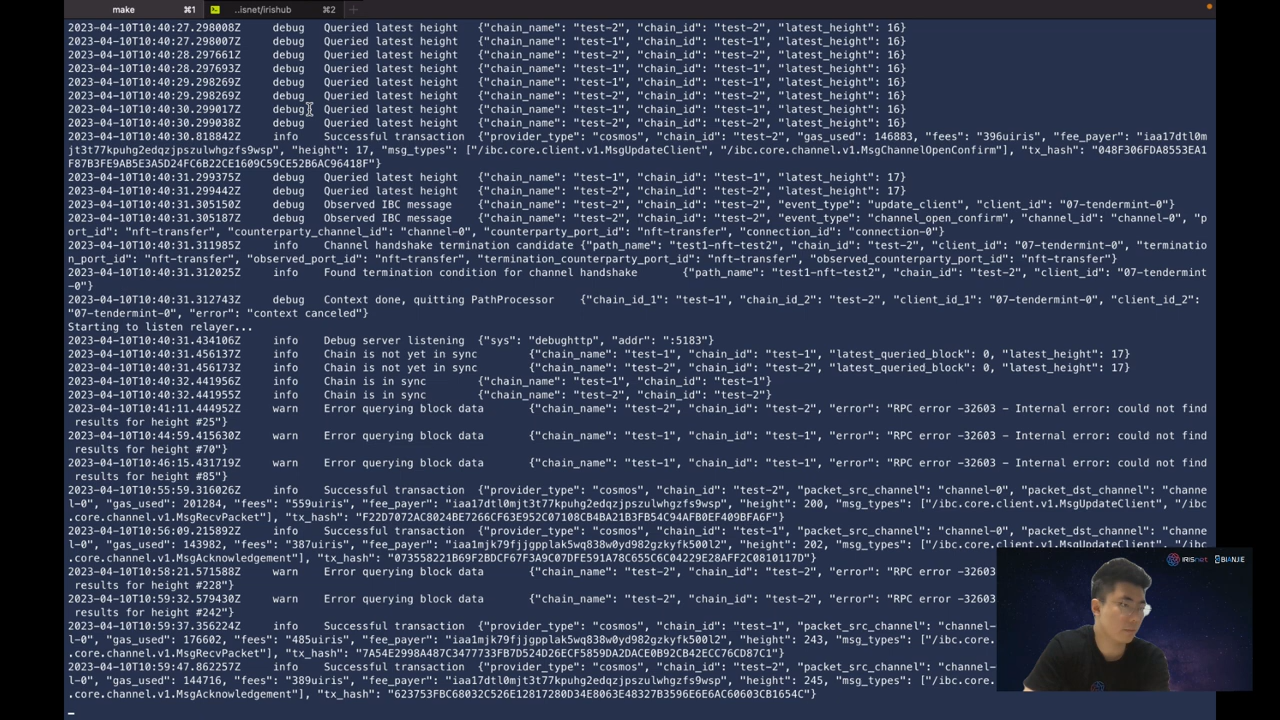 make ⌘1 ..isnet/irishub ⌘2 +
2023-04-10T10:40:27.298008Z debug Queried latest height {"chain_name": "test-2", "chain_id": "test-2", "latest_height": 16}
2023-04-10T10:40:27.298007Z debug Queried latest height {"chain_name": "test-1", "chain_id": "test-1", "latest_height": 16}
2023-04-10T10:40:28.297661Z debug Queried latest height {"chain_name": "test-2", "chain_id": "test-2", "latest_height": 16}
2023-04-10T10:40:28.297693Z debug Queried latest height {"chain_name": "test-1", "chain_id": "test-1", "latest_height": 16}
2023-04-10T10:40:29.298269Z debug Queried latest height {"chain_name": "test-1", "chain_id": "test-1", "latest_height": 16}
2023-04-10T10:40:29.298269Z debug Queried latest height {"chain_name": "test-2", "chain_id": "test-2", "latest_height": 16}
2023-04-10T10:40:30.299017Z debug Queried latest height {"chain_name": "test-1", "chain_id": "test-1", "latest_height": 16}
2023-04-10T10:40:30.299038Z debug Queried latest height {"chain_name": "test-2", "chain_id": "test-2", "latest_height": 16}
2023-04-10T10:40:30.818842Z info Successful transaction {"provider_type": "cosmos", "chain_id": "test-2", "gas_used": 146883, "fees": "396uiris", "fee_payer": "iaa17dtl0m
jt3t77kypuhg2edqzjpszulwhgzfs9wsp", "height": 17, "msg_types": ["/ibc.core.client.v1.MsgUpdateClient", "/ibc.core.channel.v1.MsgChannelOpenConfirm"], "tx_hash": "048F306FDA8553EA1
F87B3FE9AB5E3A5D24FC6B22CE1609C59CE52B6AC96418F"}
2023-04-10T10:40:31.299375Z debug Queried latest height {"chain_name": "test-1", "chain_id": "test-1", "latest_height": 17}
2023-04-10T10:40:31.299442Z debug Queried latest height {"chain_name": "test-2", "chain_id": "test-2", "latest_height": 17}
2023-04-10T10:40:31.305150Z debug Observed IBC message {"chain_name": "test-2", "chain_id": "test-2", "event_type": "update_client", "client_id": "07-tendermint-0"}
2023-04-10T10:40:31.305187Z debug Observed IBC message {"chain_name": "test-2", "chain_id": "test-2", "event_type": "channel_open_confirm", "channel_id": "channel-0", "p
ort_id": "nft-transfer", "counterparty_channel_id": "channel-0", "counterparty_port_id": "nft-transfer", "connection_id": "connection-0"}
2023-04-10T10:40:31.311985Z info Channel handshake termination candidate {"path_name": "test1-nft-test2", "chain_id": "test-2", "client_id": "07-tendermint-0", "terminatio
n_port_id": "nft-transfer", "observed_port_id": "nft-transfer", "termination_counterparty_port_id": "nft-transfer", "observed_counterparty_port_id": "nft-transfer"}
2023-04-10T10:40:31.312025Z info Found termination condition for channel handshake {"path_name": "test1-nft-test2", "chain_id": "test-2", "client_id": "07-tendermint
-0"}
2023-04-10T10:40:31.312743Z debug Context done, quitting PathProcessor {"chain_id_1": "test-1", "chain_id_2": "test-2", "client_id_1": "07-tendermint-0", "client_id_2":
"07-tendermint-0", "error": "context canceled"}
Starting to listen relayer...
2023-04-10T10:40:31.434106Z info Debug server listening {"sys": "debughttp", "addr": ":5183"}
2023-04-10T10:40:31.456137Z info Chain is not yet in sync {"chain_name": "test-1", "chain_id": "test-1", "latest_queried_block": 0, "latest_height": 17}
2023-04-10T10:40:31.456173Z info Chain is not yet in sync {"chain_name": "test-2", "chain_id": "test-2", "latest_queried_block": 0, "latest_height": 17}
2023-04-10T10:40:32.441956Z info Chain is in sync {"chain_name": "test-1", "chain_id": "test-1"}
2023-04-10T10:40:32.441955Z info Chain is in sync {"chain_name": "test-2", "chain_id": "test-2"}
2023-04-10T10:41:11.444952Z warn Error querying block data {"chain_name": "test-2", "chain_id": "test-2", "error": "RPC error -32603 - Internal error: could not find
results for height #25"}
2023-04-10T10:44:59.415630Z warn Error querying block data {"chain_name": "test-1", "chain_id": "test-1", "error": "RPC error -32603 - Internal error: could not find
results for height #70"}
2023-04-10T10:46:15.431719Z warn Error querying block data {"chain_name": "test-1", "chain_id": "test-1", "error": "RPC error -32603 - Internal error: could not find
results for height #85"}
2023-04-10T10:55:59.316026Z info Successful transaction {"provider_type": "cosmos", "chain_id": "test-2", "packet_src_channel": "channel-0", "packet_dst_channel": "channe
l-0", "gas_used": 201284, "fees": "559uiris", "fee_payer": "iaa17dtl0mjt3t77kypuhg2edqzjpszulwhgzfs9wsp", "height": 200, "msg_types": ["/ibc.core.client.v1.MsgUpdateClient", "/ibc
.core.channel.v1.MsgRecvPacket"], "tx_hash": "F22D7072AC8024BE7266CF63E952C07108CB4BA21B3FB54C94AFB0EF409BFA6F"}
2023-04-10T10:56:09.215892Z info Successful transaction {"provider_type": "cosmos", "chain_id": "test-1", "packet_src_channel": "channel-0", "packet_dst_channel": "channe
l-0", "gas_used": 143982, "fees": "387uiris", "fee_payer": "iaa1mjk79fjjgpplak5wq838w0yd982gzkyfk500l2", "height": 202, "msg_types": ["/ibc.core.client.v1.MsgUpdateClient", "/ibc
.core.channel.v1.MsgAcknowledgement"], "tx_hash": "073558221B69F2BDCF67F3A9C07DFE591A78C655C6C04229E28AFF2C0810117D"}
2023-04-10T10:58:21.571588Z warn Error querying block data {"chain_name": "test-2", "chain_id": "test-2", "error": "RPC error -32603
results for height #228"}
2023-04-10T10:59:32.579430Z warn Error querying block data {"chain_name": "test-2", "chain_id": "test-2", "error": "RPC error -32603
results for height #242"}
2023-04-10T10:59:37.356224Z info Successful transaction {"provider_type": "cosmos", "chain_id": "test-1", "packet_src_channel": "channel-
l-0", "gas_used": 176602, "fees": "485uiris", "fee_payer": "iaa1mjk79fjjgpplak5wq838w0yd982gzkyfk500l2", "height": 243, "msg_types": ["/ibc.
.core.channel.v1.MsgRecvPacket"], "tx_hash": "7A54E2998A487C3477733FB7D524D26ECF5859DA2DACE0B92CB42ECC76CD87C1"}
2023-04-10T10:59:47.862257Z info Successful transaction {"provider_type": "cosmos", "chain_id": "test-2", "packet_src_channel": "channel-
l-0", "gas_used": 144716, "fees": "389uiris", "fee_payer": "iaa17dtl0mjt3t77kypuhg2edqzjpszulwhgzfs9wsp", "height": 245, "msg_types": ["/ibc.
.core.channel.v1.MsgAcknowledgement"], "tx_hash": "623753FBC68032C526E12817280D34E8063E48327B3596E6E6AC60603CB1654C"}
IRISnet BIANJIE